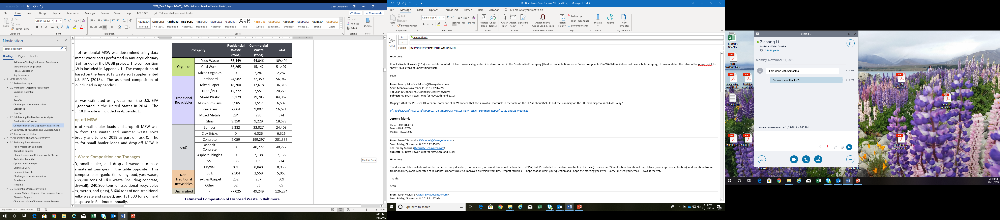 AutoSave Off
LWBB_Task 5 Report DRAFT_10-30-19.docx - Saved to \\columbia-01\data
Sean O'Donnell
File Home Insert Design Layout References Mailings Review View Help ACROBAT Tell me what you want to do
Share Comments
Paste Cut Copy Format Painter
Clipboard
Calibri (Body) 12
Font
Paragraph
AaBbCcDc AaBbCcDc AaBbCcD AaBbCcD AaBbCcDc AaBbCcDc AaBbCcDc AaB AaBbCcDc AaBbCcDc AaBbCcDc AaBbCcDc AaBbCcDc AaBbCcDc
¶ Normal ¶ No Spac... Heading 1 Heading 2 Heading 3 Heading 4 Heading 5 Title Subtitle Subtle Em... Emphasis Intense E... Strong Quote
Styles
Find Replace Select
Editing
Dictate
Voice
Navigation
Search document
Headings Pages Results
Baltimore City Legislation and Resolutions
Maryland State Legislation
Federal Legislation
Key Resources
2. METHODOLOGY
2.1 Stakeholder Input
2.2 Metrics for Objective Assessment
Diversion Potential
Costs
Benefits
Challenges to Implementation
Experience
Timeline
2.3 Establishing the Baseline for Analysis
Existing Waste Streams
Composition of the Disposal Waste Stream
2.4 Summary of Reduction and Diversion Goals
2.5 Assessment of Options
3. FOOD SCRAPS AND ORGANIC WASTE
3.1 Reducing Food Wastage
Food Wastage in Baltimore
Reduction Targets
Characterization of Relevant Waste Streams
Reduction Potential
Options and Strategies
Estimated Costs
Estimated Benefits
Challenges to Implementation
Experience
Timeline
3.2 Residential Organics Diversion
Current State of Organics Diversion and Proc...
Diversion Targets
Characterization of Relevant Waste Streams
of residential MSW was determined using data
mmer waste sorts performed in January/February
rt of Task 0 for the LWBB project. The composition
W is included in Appendix 1. The composition of
based on the June 2019 waste sort supplemented
U.S. EPA (2013). The assumed composition of
o included in Appendix 1.
on was estimated using data from the U.S. EPA
generated in the United States in 2014. The
of C&D waste is included in Appendix 1.
op-off MSW
n of small hauler loads and drop-off MSW was
ta from the winter and summer waste sorts
bruary and June of 2019 as part of Task 0. The
ta for small hauler loads and drop-off MSW is
d Waste Composition and Tonnages
D, small-hauler, and drop-off waste into base
material tonnages in the table opposite. This
compostable organics (including food, yard waste,
288,700 tons of C&D waste (including concrete,
drywall), 240,800 tons of traditional recyclables
cs, metals, and glass), 5,600 tons of non-traditional
ulky waste and carpet), and 131,300 tons of hard
disposed in Baltimore annually.
Category Residential Waste (tons) Commercial Waste (tons) Total
Organics
Food Waste 65,449 44,046 109,494
Yard Waste 36,265 15,142 51,407
Mixed Organics 0 2,287 2,287
Traditional Recyclables
Cardboard 24,582 32,359 56,942
Mixed Paper 18,700 17,618 36,318
HDPE/PET 12,722 7,551 20,273
Mixed Plastic 55,179 29,783 84,962
Aluminum Cans 3,985 2,517 6,502
Steel Cans 7,664 9,007 16,671
Mixed Metals 284 290 574
Glass 9,350 9,229 18,578
C&D
Lumber 2,382 22,027 24,409
Clay Bricks 0 6,326 6,326
Concrete 2,059 199,297 201,356
Asphalt Concrete 0 40,222 40,222
Asphalt Shingles 0 7,138 7,138
Soil 136 139 274
Drywall 891 8,048 8,938
Non-Traditional Recyclables
Bulk 2,504 2,559 5,063
Textiles/Carpet 252 257 509
Other 32 33 65
Unclassified - 77,025 49,249 126,274
Estimated Composition of Disposed Waste in Baltimore
Markup Area
Page 30 of 158 63702 words
140%
2:18 PM
11/11/2019
RE: Draft PowerPoint for Nov 20th (and 21st) - Message (HTML)
File Message Insert Options Format Text Review Help Acrobat Tell me what you want to do
Paste Cut Copy Format Painter
Clipboard
Calibri (Boc 11
Basic Text
Address Book Check Names
Names
Attach File Attach Item Signature
Include
Attach File via Adobe Send & Track
Adobe Send & Track
Assign Policy Follow Up High Importance Low Importance
Tags
Dictate
Voice
Insights
View Templates
My Templates
Send
To... Jeremy Morris
Cc...
Subject RE: Draft PowerPoint for Nov 20th (and 21st)
Hi Jeremy,
It looks like bulk waste (5.1k) was double counted – it has its own category but it is also counted in the “unclassified” category (I had to model bulk waste as “mixed recyclables” in WARM b/c it does not have a bulk category). I have updated the table in the powerpoint to
show 126.3 k tons of unclassified waste.
Sean
From: Jeremy Morris <JMorris@Geosyntec.com>
Sent: Monday, November 11, 2019 12:14 PM
To: Sean O'Donnell <SODonnell@Geosyntec.com>
Subject: RE: Draft PowerPoint for Nov 20th (and 21st)
On page 20 of the PPT (see R1 version), someone at DPW noticed that the sum of all materials in the table on the RHS is about 829.6k, but the summary on the LHS says disposal is 824.7k. Why?
P:\PRJ1\MDCAT\PROJECTS\MA1692 - Baltimore City Master Plan\Task 6 - Summary Report\11-20 and 21 Meetings
Jeremy Morris
Phone: 410.381.4333
Direct: 410.910.7624
Mobile: 443.925.9881
From: Sean O'Donnell <SODonnell@Geosyntec.com>
Sent: Friday, November 8, 2019 12:45 PM
To: Jeremy Morris <JMorris@Geosyntec.com>
Subject: RE: Draft PowerPoint for Nov 20th (and 21st)
Hi Jeremy,
The diversion table includes all waste that is currently diverted, food rescue (not sure if this would be handled by DPW, but it’s included in the diversion table just in case), residential SSO collection, traditional recyclables (from improved collection), and traditional/non-
traditional recyclables collected at residents’ dropofffs (due to improved diversion from Res. Dropoff facilities). I hope that answers your question and I hope the meeting goes well! Sorry I missed your email – I was at the vet.
Thanks,
Sean
From: Jeremy Morris <JMorris@Geosyntec.com>
Sent: Friday, November 8, 2019 11:47 AM
Type here to search
2:18 PM
11/11/2019
Zichang Li
Zichang Li
Available - Video Capable
2 Participants
Monday, November 11, 2019
I am done with Samantha 2:15 PM
Ok awesome, thanks Zi! 2:15 PM
Last message received on 11/11/2019 at 2:15 PM.
Domestic
2:18 PM
11/11/2019